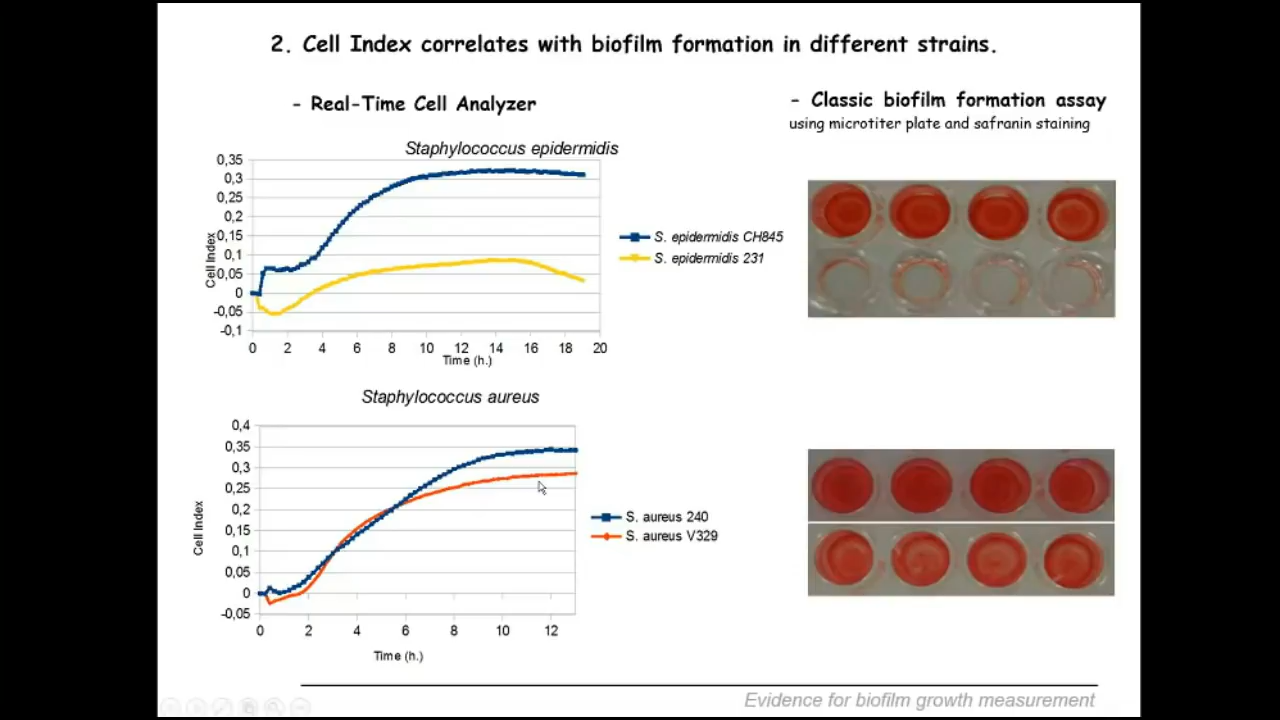 2. Cell Index correlates with biofilm formation in different strains.
- Real-Time Cell Analyzer
- Classic biofilm formation assay
using microtiter plate and safranin staining
Staphylococcus epidermidis
0,35
0,3
0,25
0,2
0,15
0,1
0,05
0
-0,05
-0,1
Cell Index
0 2 4 6 8 10 12 14 16 18 20
Time (h.)
S. epidermidis CH845
S. epidermidis 231
Staphylococcus aureus
0,4
0,35
0,3
0,25
0,2
0,15
0,1
0,05
0
-0,05
Cell Index
0 2 4 6 8 10 12
Time (h.)
S. aureus 240
S. aureus V329
Evidence for biofilm growth measurement